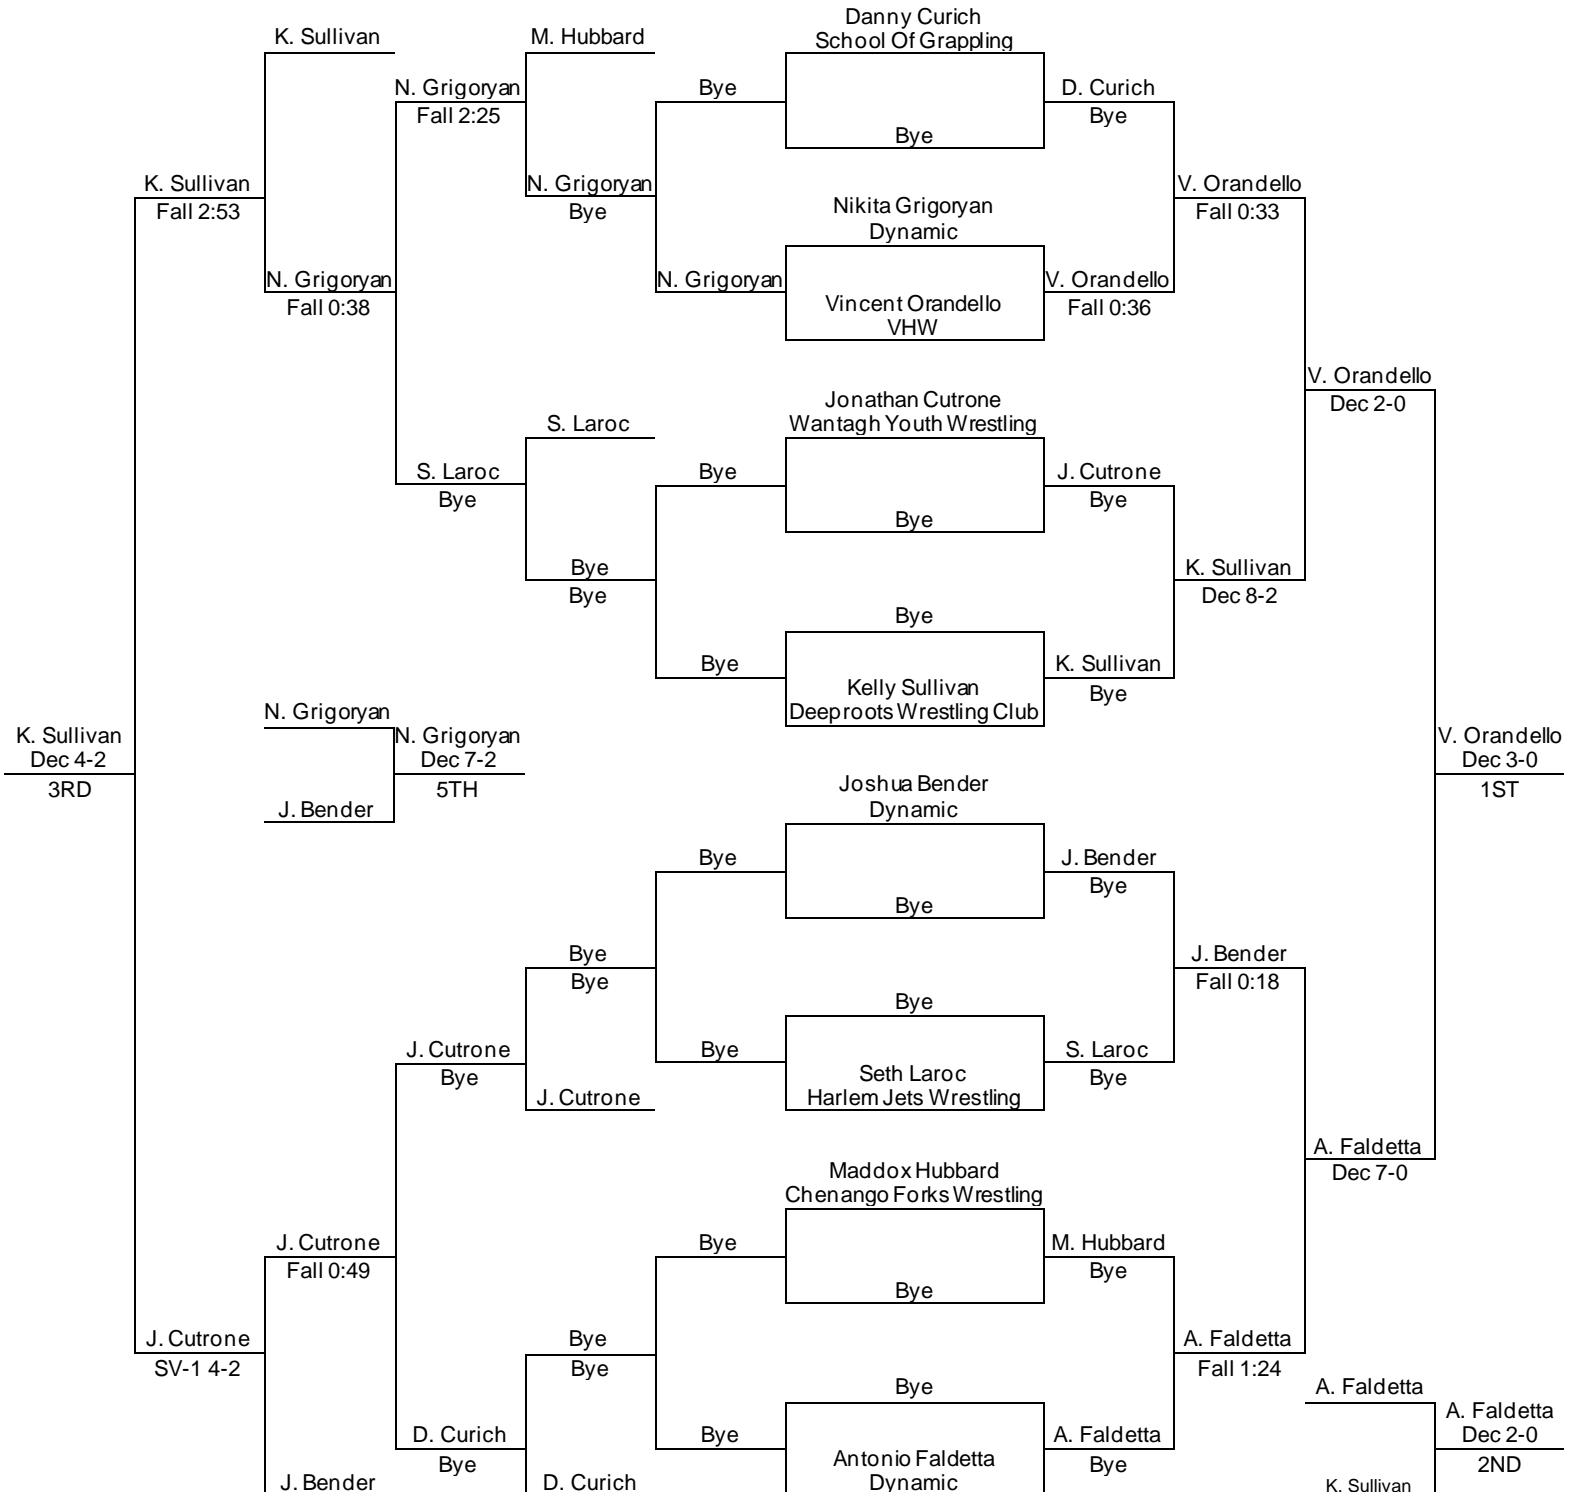 Danny Curich
K. Sullivan
M. Hubbard
School Of Grappling
N. Grigoryan
Bye
D. Curich
Fall 2:25
Bye
Bye
K. Sullivan
N. Grigoryan
V. Orandello
Fall 2:53
Bye
Nikita Grigoryan
Fall 0:33
Dynamic
N. Grigoryan
N. Grigoryan
V. Orandello
Fall 0:38
Vincent Orandello
Fall 0:36
VHW
V. Orandello
Jonathan Cutrone
Dec 2-0
S. Laroc
Wantagh Youth Wrestling
S. Laroc
Bye
J. Cutrone
Bye
Bye
Bye
Bye
K. Sullivan
Bye
Dec 8-2
Bye
Bye
K. Sullivan
Kelly Sullivan
Bye
N. Grigoryan
Deeproots Wrestling Club
K. Sullivan
N. Grigoryan
V. Orandello
Dec 4-2
Dec 7-2
Dec 3-0
3RD
5TH
Joshua Bender
1ST
J. Bender
Dynamic
Bye
J. Bender
Bye
Bye
Bye
J. Bender
Bye
Fall 0:18
Bye
J. Cutrone
Bye
S. Laroc
Bye
Seth Laroc
Bye
J. Cutrone
Harlem Jets Wrestling
A. Faldetta
Maddox Hubbard
Dec 7-0
Chenango Forks Wrestling
J. Cutrone
Bye
M. Hubbard
Fall 0:49
Bye
Bye
J. Cutrone
Bye
A. Faldetta
SV-1 4-2
Bye
Fall 1:24
Bye
A. Faldetta
A. Faldetta
D. Curich
Bye
A. Faldetta
Dec 2-0
Bye
Antonio Faldetta
Bye
2ND
J. Bender
D. Curich
Dynamic
K. Sullivan